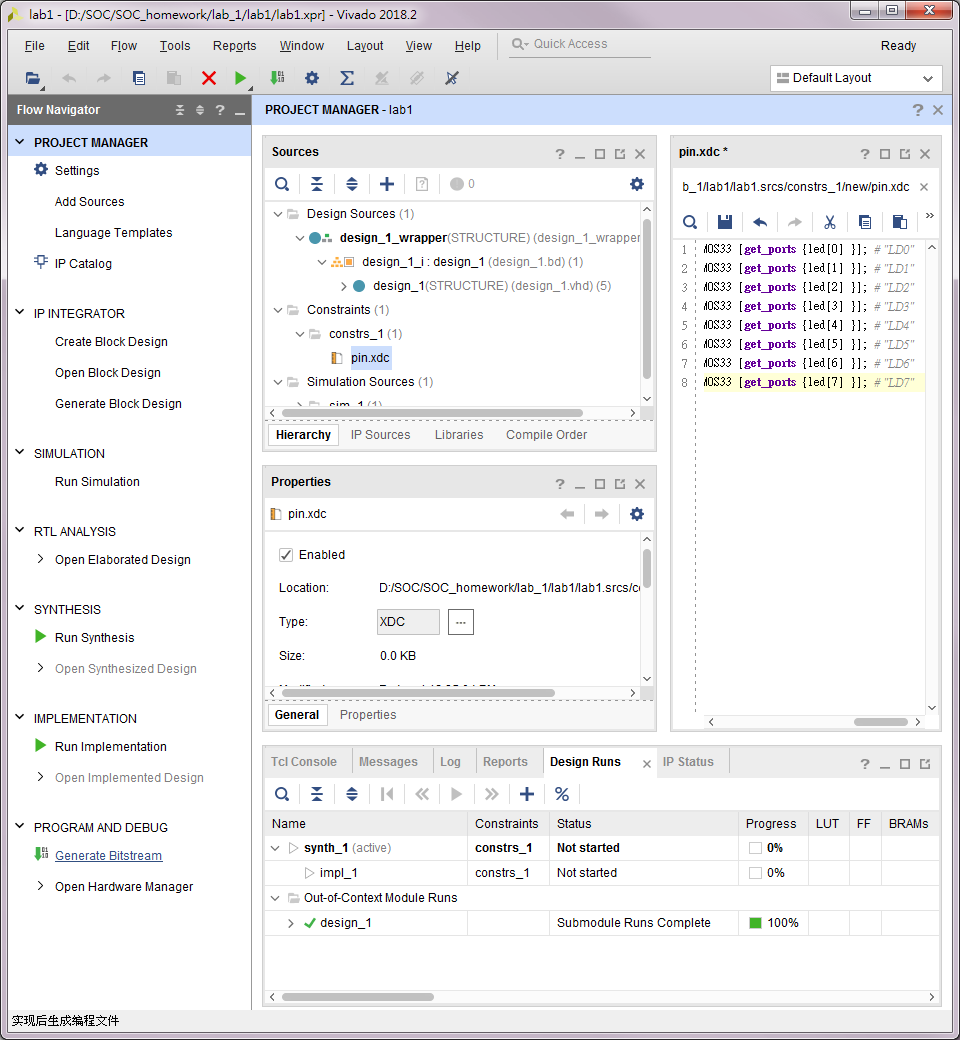 lab1 - [D:/SOC/SOC_homework/lab_1/lab1/lab1.xpr] - Vivado 2018.2
File Edit Flow Tools Reports Window Layout View Help Quick Access Ready
Default Layout
Flow Navigator
PROJECT MANAGER
Settings
Add Sources
Language Templates
IP Catalog
IP INTEGRATOR
Create Block Design
Open Block Design
Generate Block Design
SIMULATION
Run Simulation
RTL ANALYSIS
Open Elaborated Design
SYNTHESIS
Run Synthesis
Open Synthesized Design
IMPLEMENTATION
Run Implementation
Open Implemented Design
PROGRAM AND DEBUG
Generate Bitstream
Open Hardware Manager
PROJECT MANAGER - lab1
Sources
0
Design Sources (1)
design_1_wrapper(STRUCTURE) (design_1_wrapper
design_1_i : design_1 (design_1.bd) (1)
design_1(STRUCTURE) (design_1.vhd) (5)
Constraints (1)
constrs_1 (1)
pin.xdc
Simulation Sources (1)
sim_1 (1)
Hierarchy IP Sources Libraries Compile Order
Properties
pin.xdc
Enabled
Location: D:/SOC/SOC_homework/lab_1/lab1/lab1.srcs/co
Type: XDC ...
Size: 0.0 KB
General Properties
pin.xdc *
b_1/lab1/lab1.srcs/constrs_1/new/pin.xdc
1 MOS33 [get_ports {led[0] }]; # "LD0"
2 MOS33 [get_ports {led[1] }]; # "LD1"
3 MOS33 [get_ports {led[2] }]; # "LD2"
4 MOS33 [get_ports {led[3] }]; # "LD3"
5 MOS33 [get_ports {led[4] }]; # "LD4"
6 MOS33 [get_ports {led[5] }]; # "LD5"
7 MOS33 [get_ports {led[6] }]; # "LD6"
8 MOS33 [get_ports {led[7] }]; # "LD7"
Tcl Console Messages Log Reports Design Runs IP Status
Name Constraints Status Progress LUT FF BRAMs
synth_1 (active) constrs_1 Not started 0%
impl_1 constrs_1 Not started 0%
Out-of-Context Module Runs
design_1 Submodule Runs Complete 100%
实现后生成编程文件